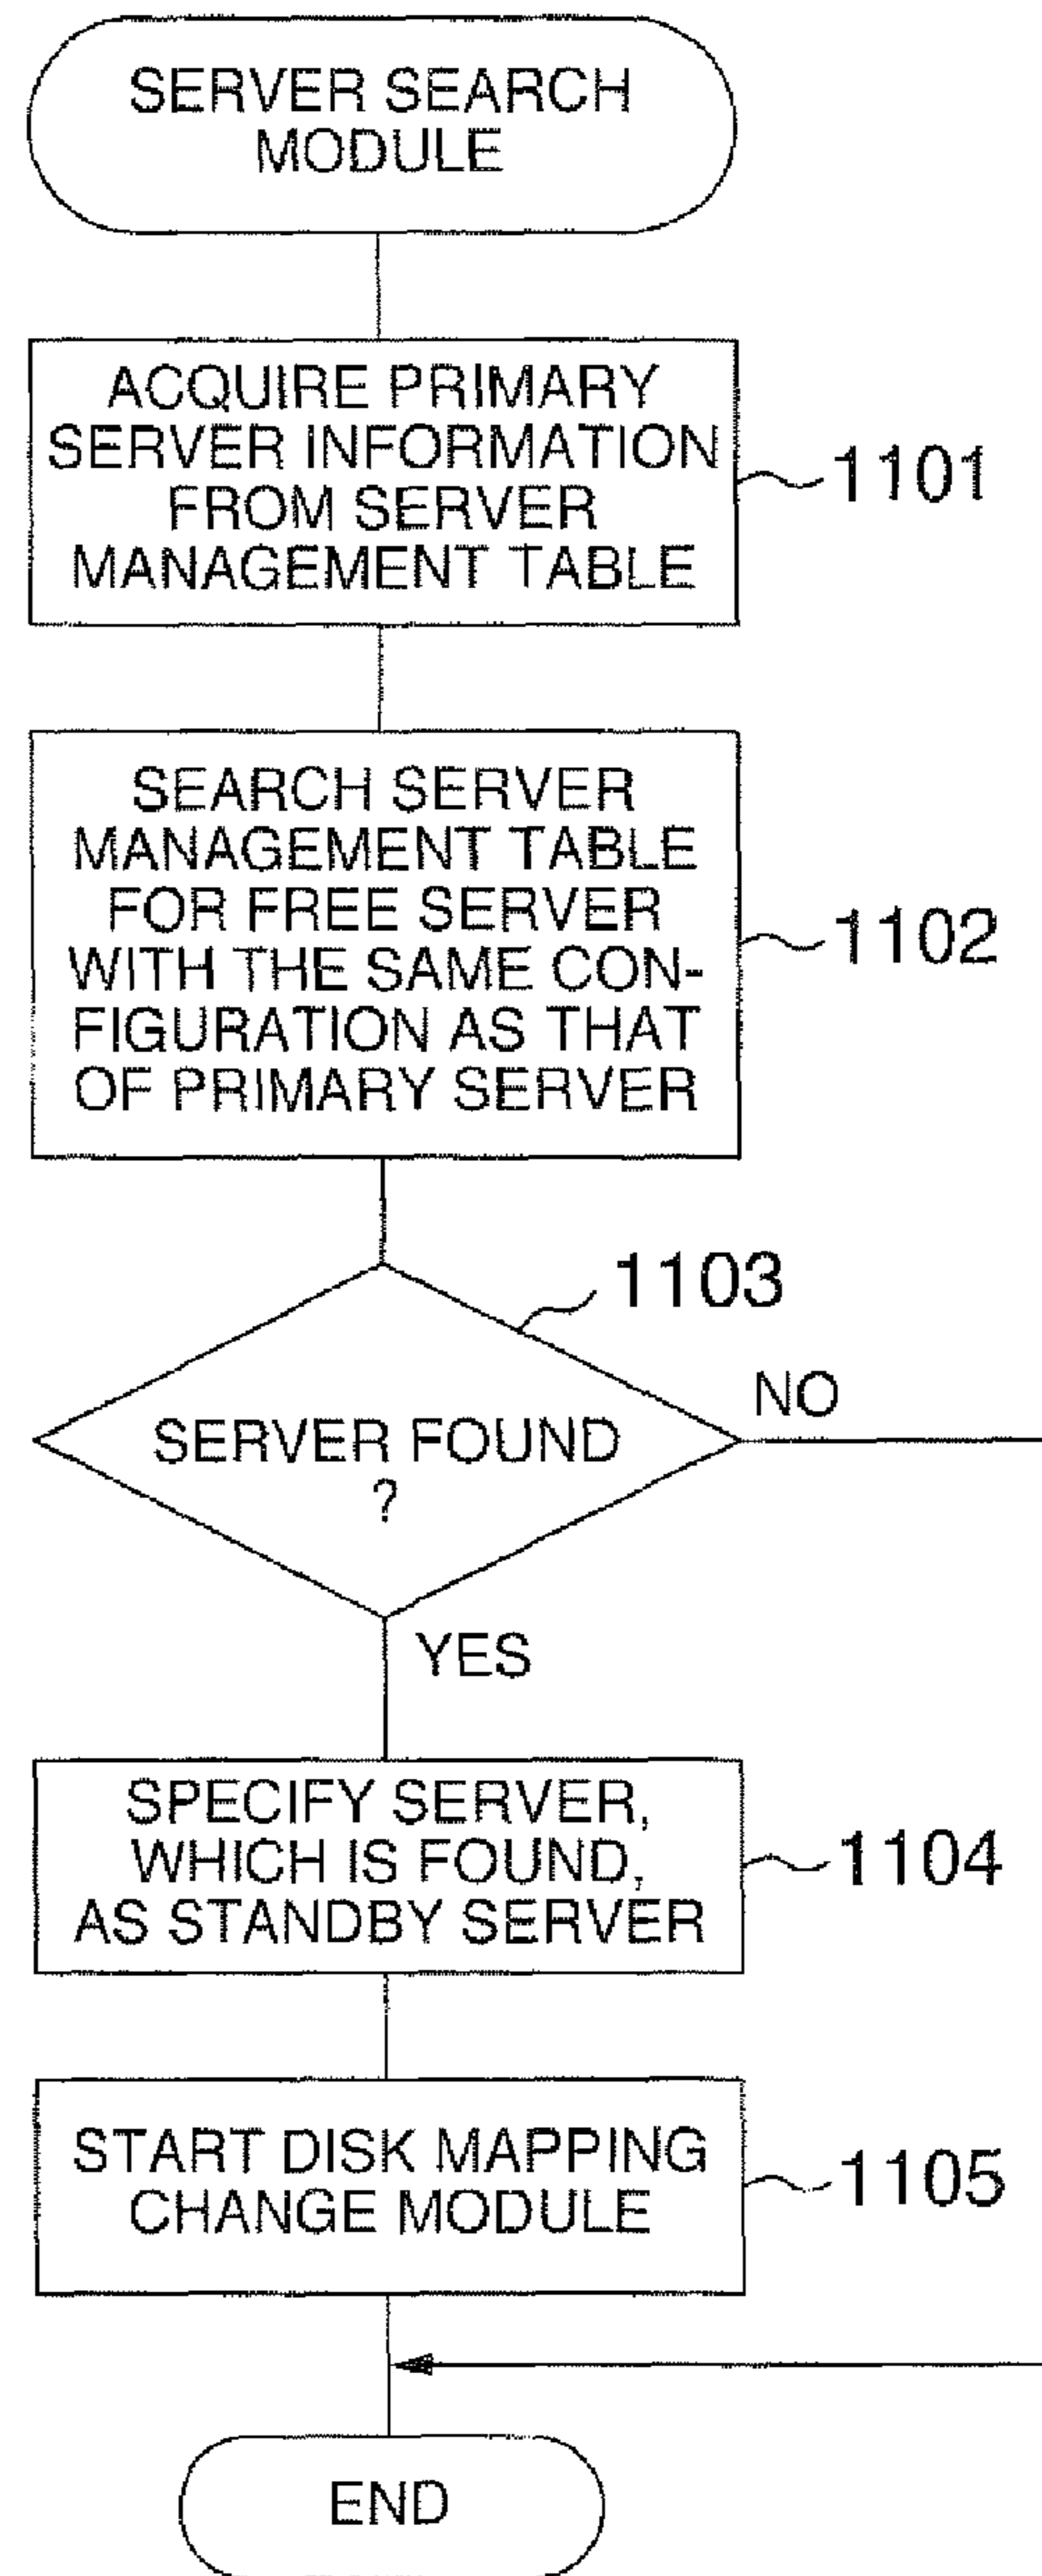 SERVER SEARCH
MODULE
ACQUIRE PRIMARY
SERVER INFORMATION
FROM SERVER
MANAGEMENT TABLE
1101
SEARCH SERVER
MANAGEMENT TABLE
FOR FREE SERVER
WITH THE SAME CON-
FIGURATION AS THAT
OF PRIMARY SERVER
1102
1103
SERVER FOUND
?
NO
YES
SPECIFY SERVER,
WHICH IS FOUND,
AS STANDBY SERVER
1104
START DISK MAPPING
CHANGE MODULE
1105
END